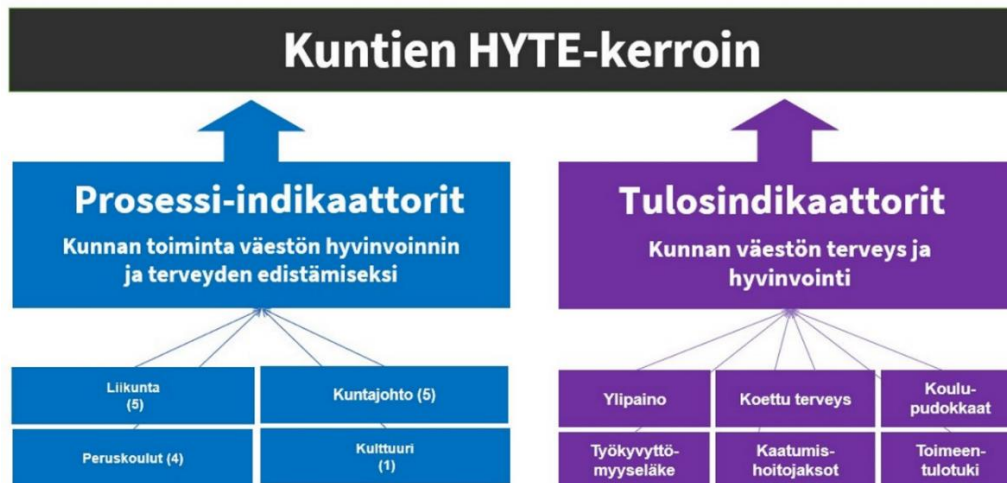 Kuntien HYTE-kerroin
Prosessi-indikaattorit
Kunnan toiminta väestön hyvinvoinnin
ja terveyden edistämiseksi
Tulosindikaattorit
Kunnan väestön terveys ja
hyvinvointi
Liikunta
(5)
Kuntajohto (5)
Peruskoulut (4)
Kulttuuri
(1)
Ylipaino
Koettu terveys
Koulu-
pudokkaat
Työkyvyttö-
myyseläke
Kaatumis-
hoitojaksot
Toimeen-
tulotuki